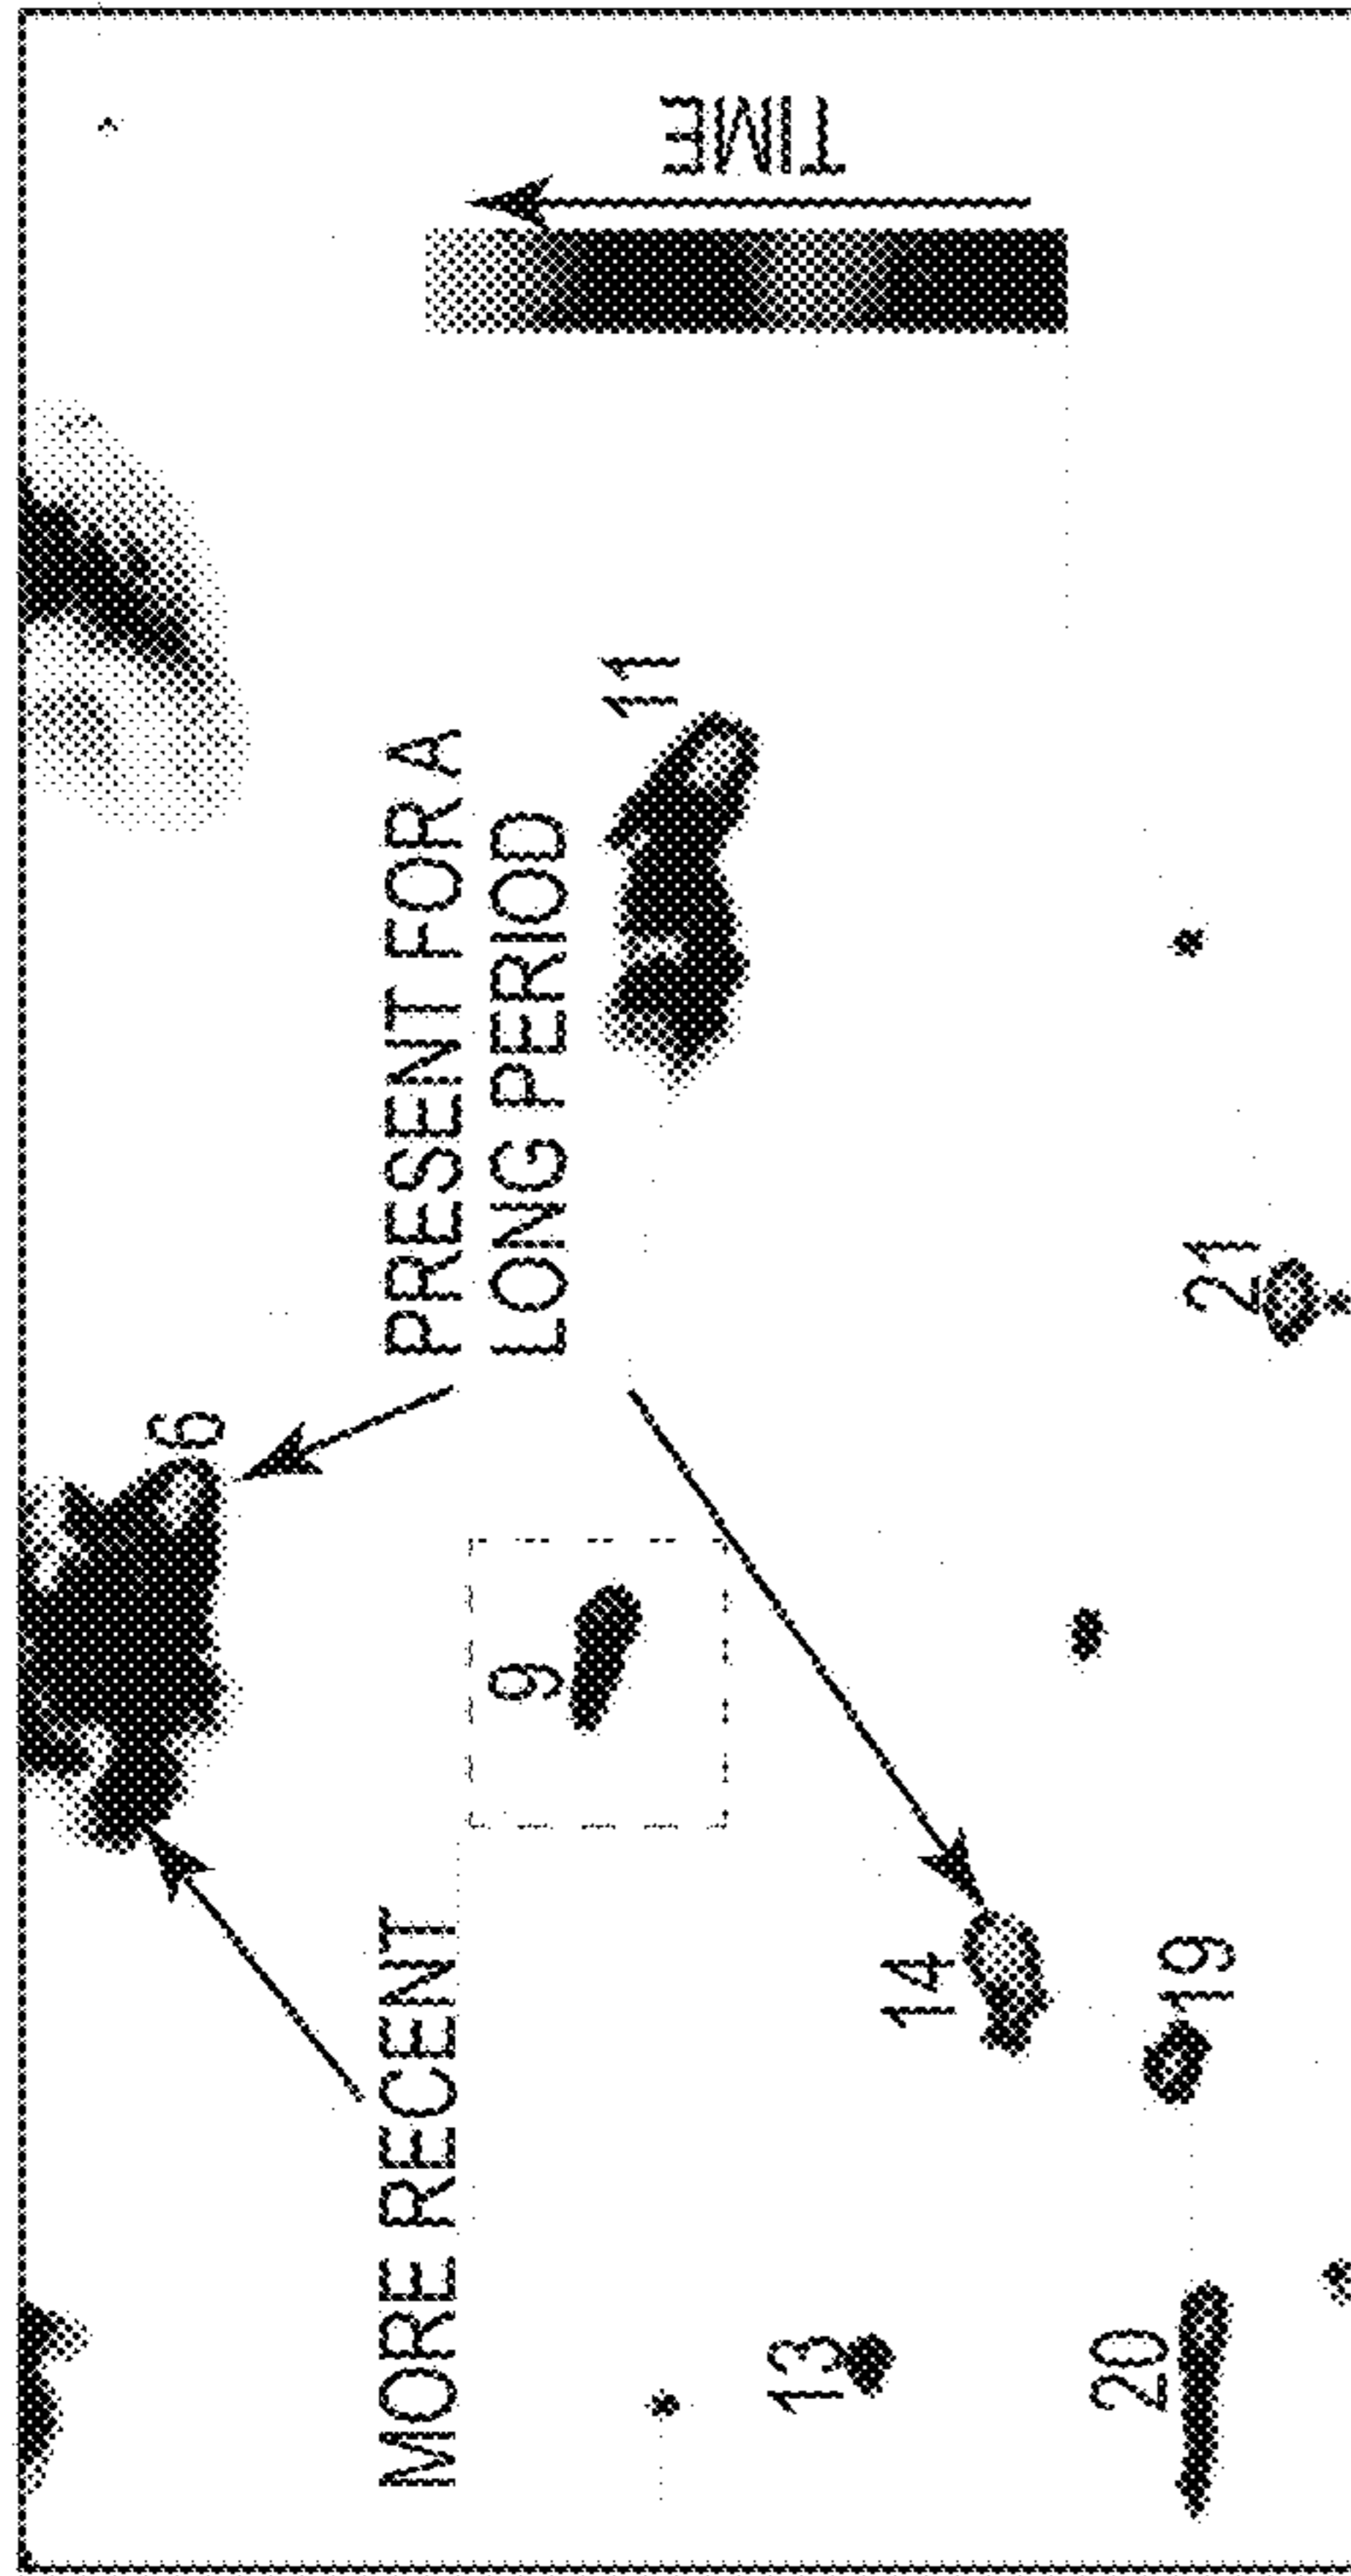 TIME
11
PRESENT FOR A
LONG PERIOD
6
9
21
MORE RECENT
14
19
13
20